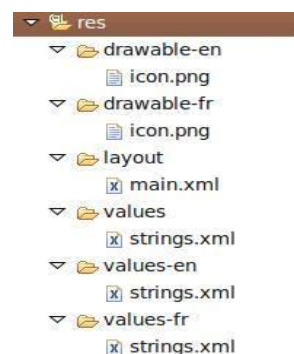 res
drawable-en
icon.png
drawable-fr
icon.png
layout
main.xml
values
strings.xml
values-en
strings.xml
values-fr
strings.xml